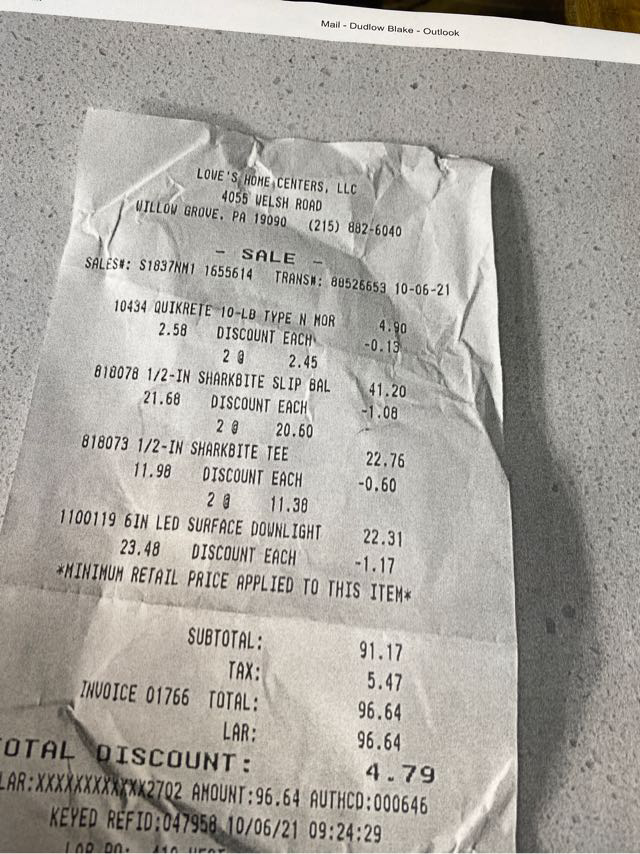 Mail - Dudlow Blake - Outlook
LOWE'S HOME CENTERS, LLC
4055 WELSH ROAD
WILLOW GROVE, PA 19090 (215) 882-6040
- SALE -
SALES#: S1837NM1 1655614 TRANS#: 88526653 10-06-21
10434 QUIKRETE 10-LB TYPE N MOR 4.90
2.58 DISCOUNT EACH -0.13
2 @ 2.45
818078 1/2-IN SHARKBITE SLIP BAL 41.20
21.68 DISCOUNT EACH -1.08
2 @ 20.60
818073 1/2-IN SHARKBITE TEE 22.76
11.98 DISCOUNT EACH -0.60
2 @ 11.38
1100119 6IN LED SURFACE DOWNLIGHT 22.31
23.48 DISCOUNT EACH -1.17
*MINIMUM RETAIL PRICE APPLIED TO THIS ITEM*
SUBTOTAL: 91.17
TAX: 5.47
INVOICE 01766 TOTAL: 96.64
LAR: 96.64
OTAL DISCOUNT: 4.79
LAR:XXXXXXXXXXXX2702 AMOUNT:96.64 AUTHCD:000646
KEYED REFID:047958 10/06/21 09:24:29
LAR PO: